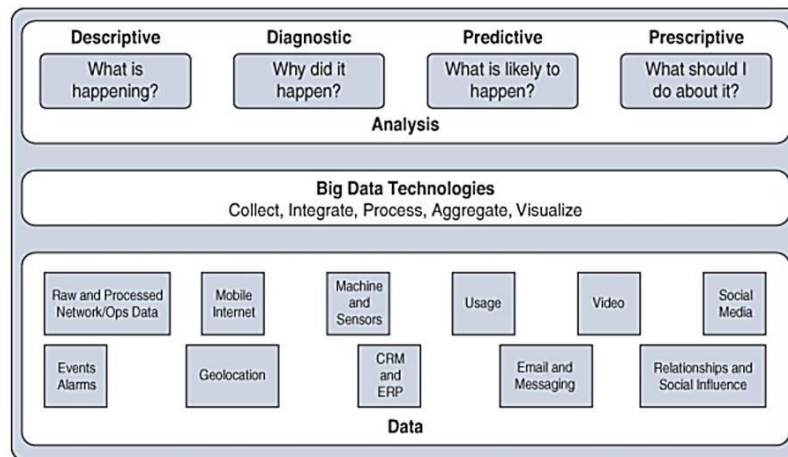 Descriptive
Diagnostic
Predictive
Prescriptive
What is
happening?
Why did it
happen?
What is likely to
happen?
What should I
do about it?
Analysis
Big Data Technologies
Collect, Integrate, Process, Aggregate, Visualize
Raw and Processed
Network/Ops Data
Mobile
Internet
Machine
and
Sensors
Usage
Video
Social
Media
Events
Alarms
Geolocation
CRM
and
ERP
Email and
Messaging
Relationships and
Social Influence
Data